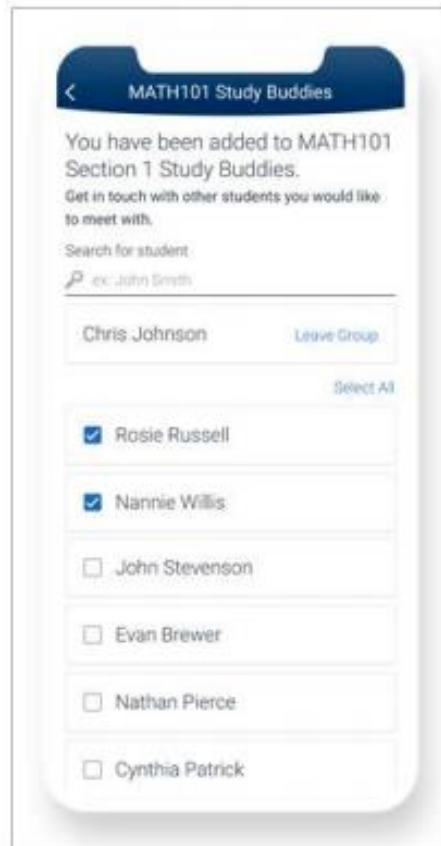 MATH101 Study Buddies
You have been added to MATH101
Section 1 Study Buddies.
Get in touch with other students you would like
to meet with.
Search for student
ex: John Smith
Chris Johnson Leave Group
Select All
Rosie Russell
Nannie Willis
John Stevenson
Evan Brewer
Nathan Pierce
Cynthia Patrick